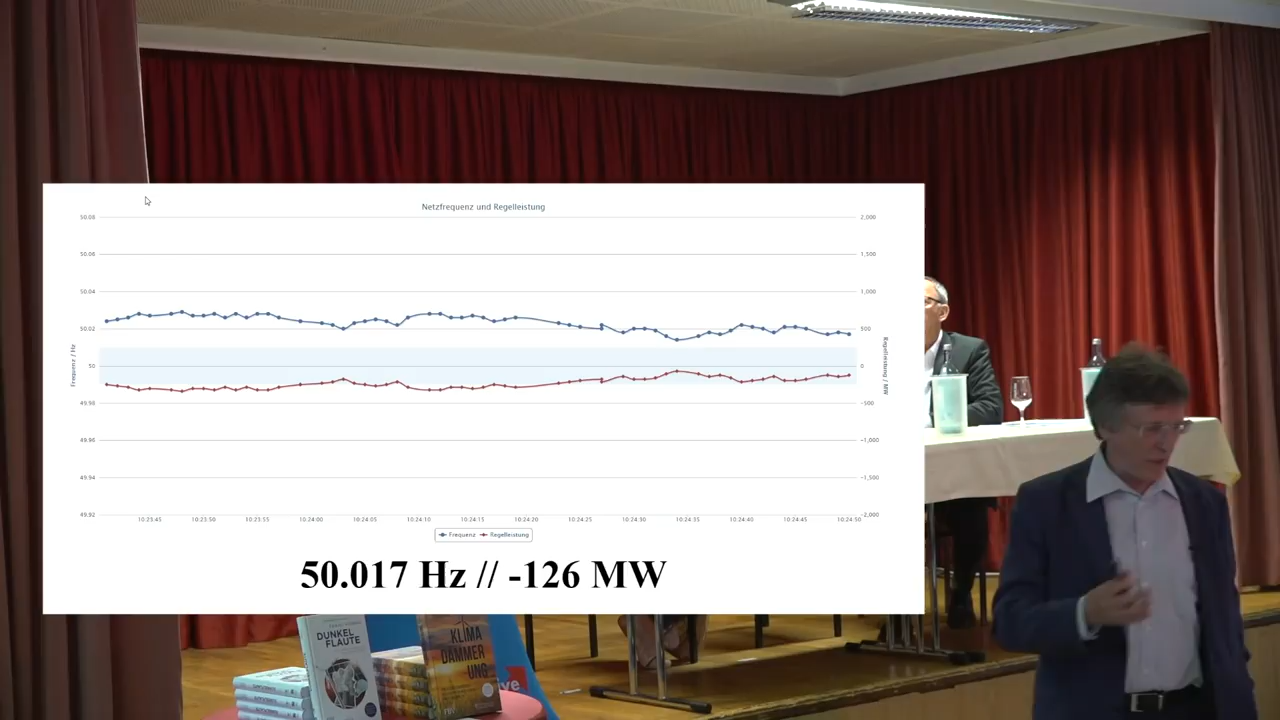 Netzfrequenz und Regelleistung
50.08
50.06
50.04
50.02
50
49.98
49.96
49.94
49.92
Frequenz / Hz
2,000
1,500
1,000
500
0
-500
-1,000
-1,500
-2,000
Regelleistung / MW
10:23:45 10:23:50 10:23:55 10:24:00 10:24:05 10:24:10 10:24:15 10:24:20 10:24:25 10:24:30 10:24:35 10:24:40 10:24:45 10:24:50
Frequenz Regelleistung
50.017 Hz // -126 MW
DUNKEL
FLAUTE
KLIMA
DÄMMER
UNG